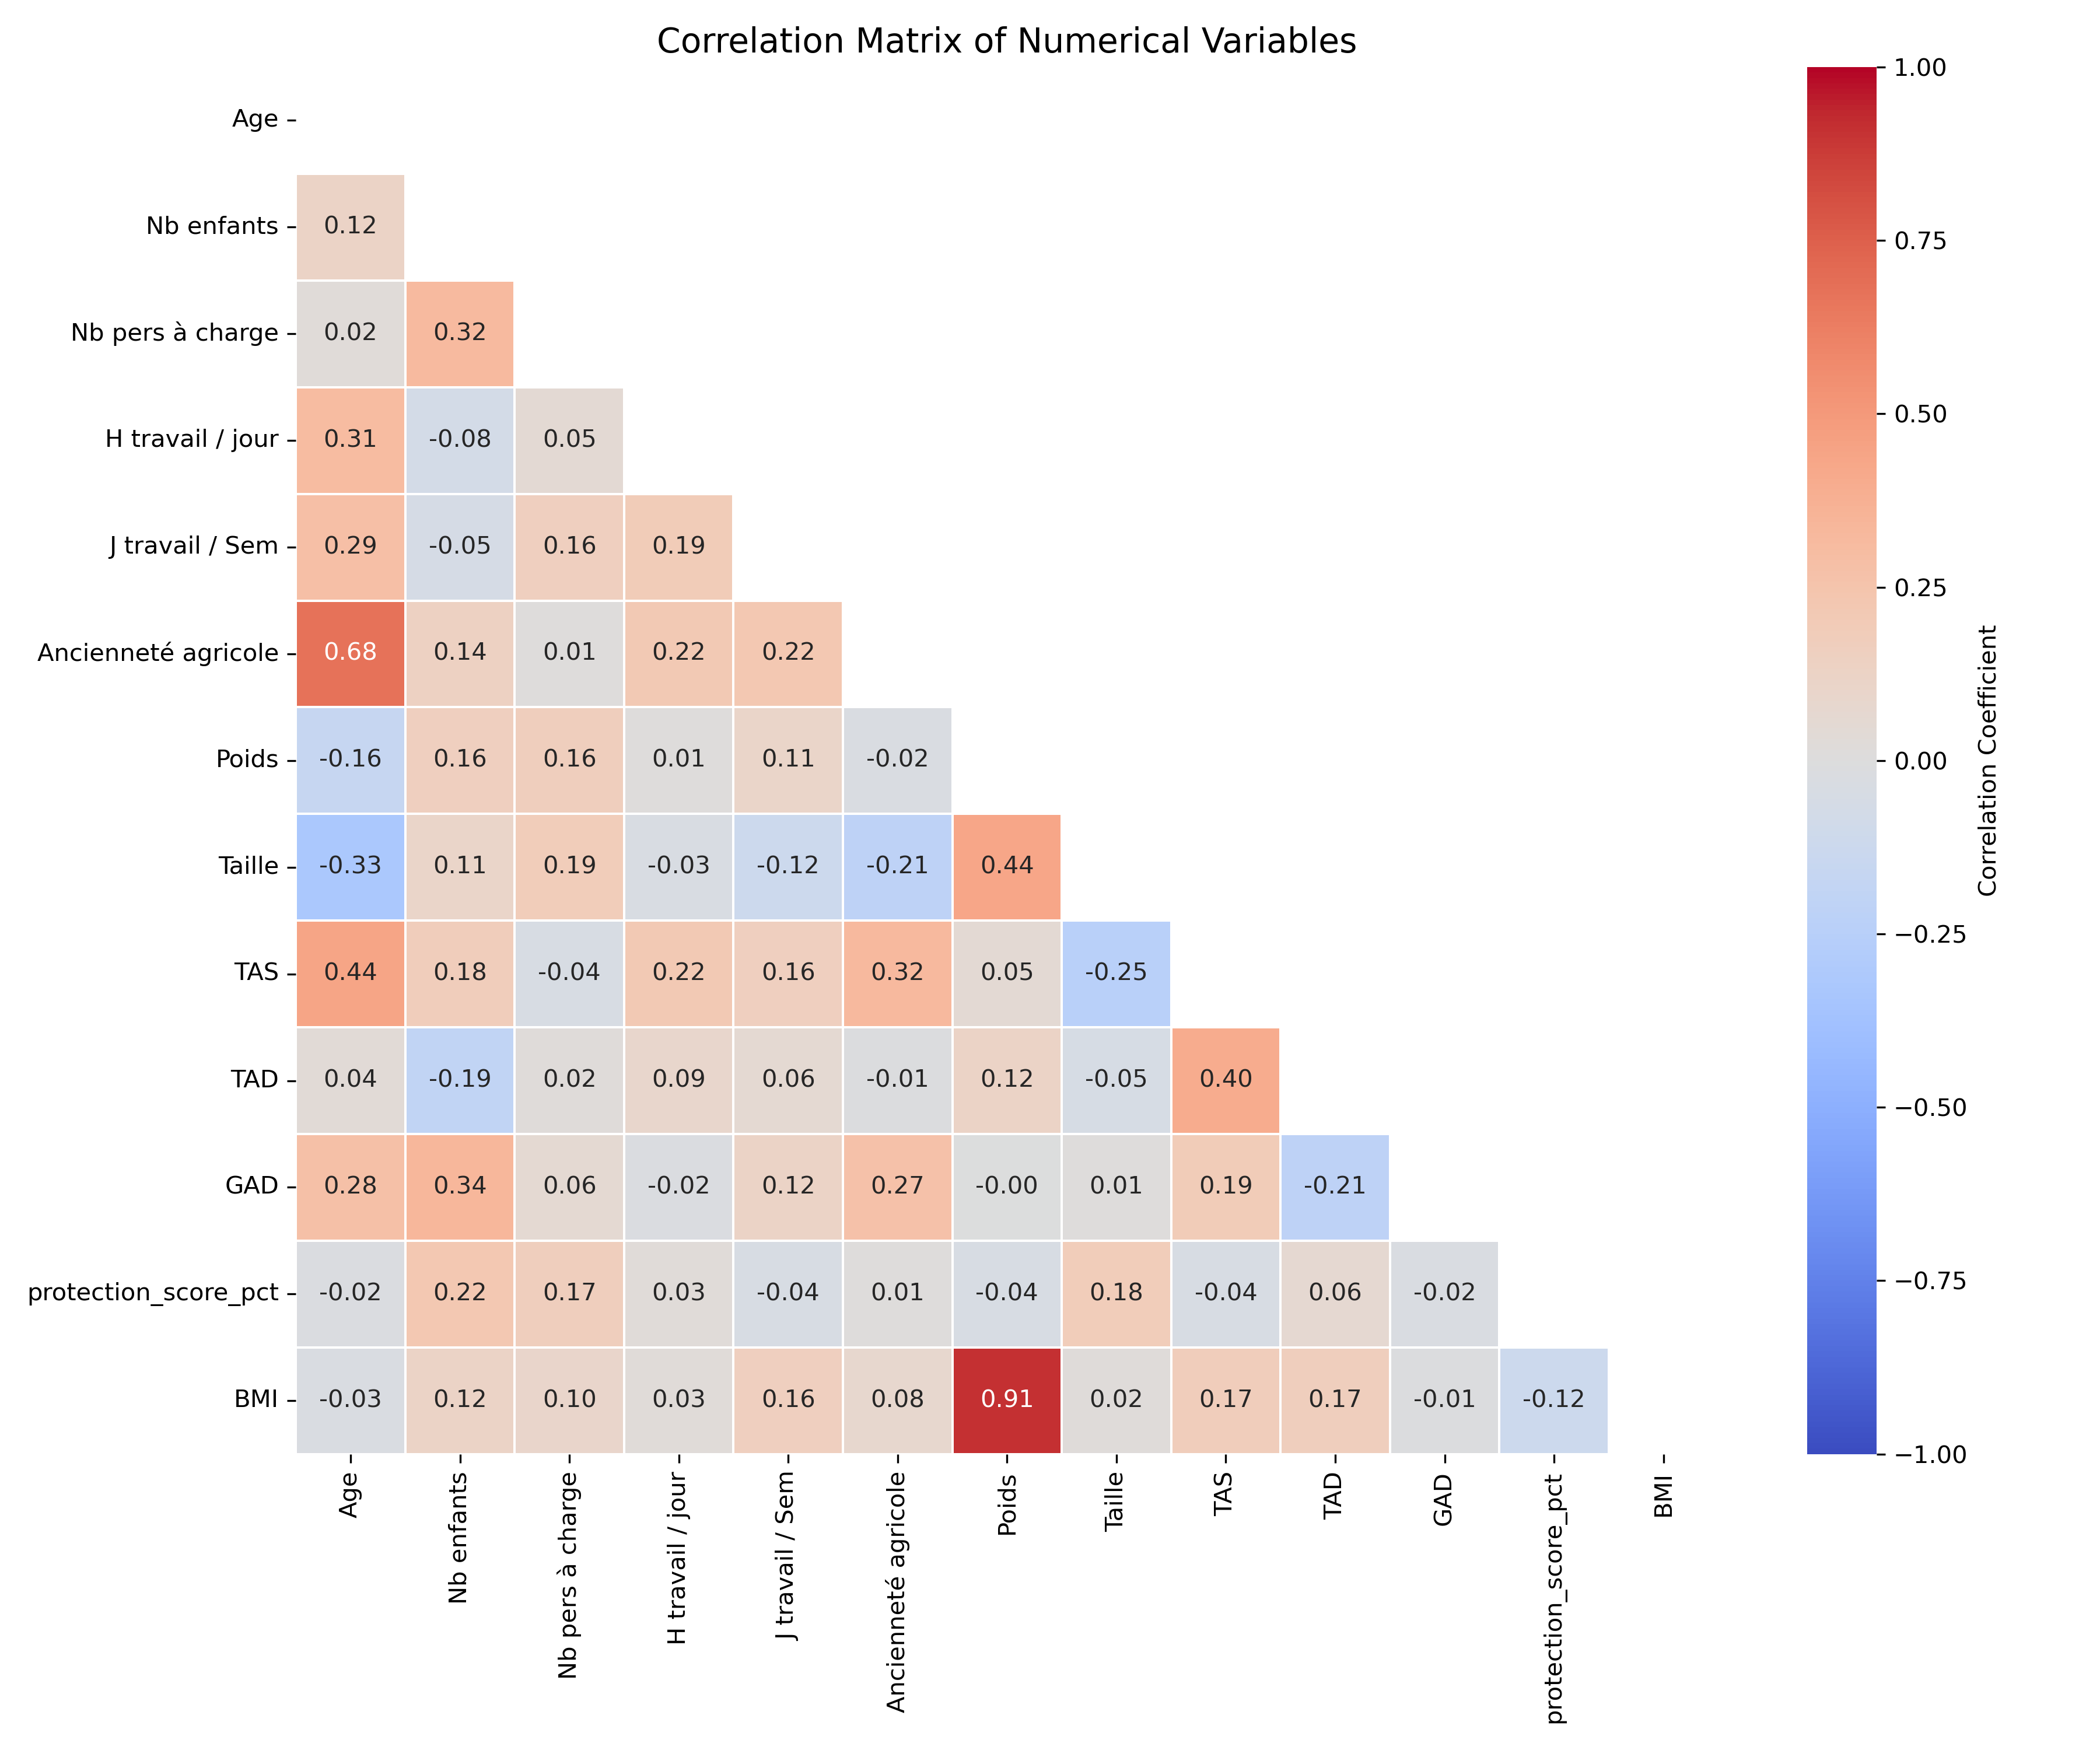 Correlation Matrix of Numerical Variables
Age
Nb enfants 0.12
Nb pers à charge 0.02 0.32
H travail / jour 0.31 -0.08 0.05
J travail / Sem 0.29 -0.05 0.16 0.19
Ancienneté agricole 0.68 0.14 0.01 0.22 0.22
Poids -0.16 0.16 0.16 0.01 0.11 -0.02
Taille -0.33 0.11 0.19 -0.03 -0.12 -0.21 0.44
TAS 0.44 0.18 -0.04 0.22 0.16 0.32 0.05 -0.25
TAD 0.04 -0.19 0.02 0.09 0.06 -0.01 0.12 -0.05 0.40
GAD 0.28 0.34 0.06 -0.02 0.12 0.27 -0.00 0.01 0.19 -0.21
protection_score_pct -0.02 0.22 0.17 0.03 -0.04 0.01 -0.04 0.18 -0.04 0.06 -0.02
BMI -0.03 0.12 0.10 0.03 0.16 0.08 0.91 0.02 0.17 0.17 -0.01 -0.12
Age
Nb enfants
Nb pers à charge
H travail / jour
J travail / Sem
Ancienneté agricole
Poids
Taille
TAS
TAD
GAD
protection_score_pct
BMI
1.00
0.75
0.50
0.25
0.00
−0.25
−0.50
−0.75
−1.00
Correlation Coefficient